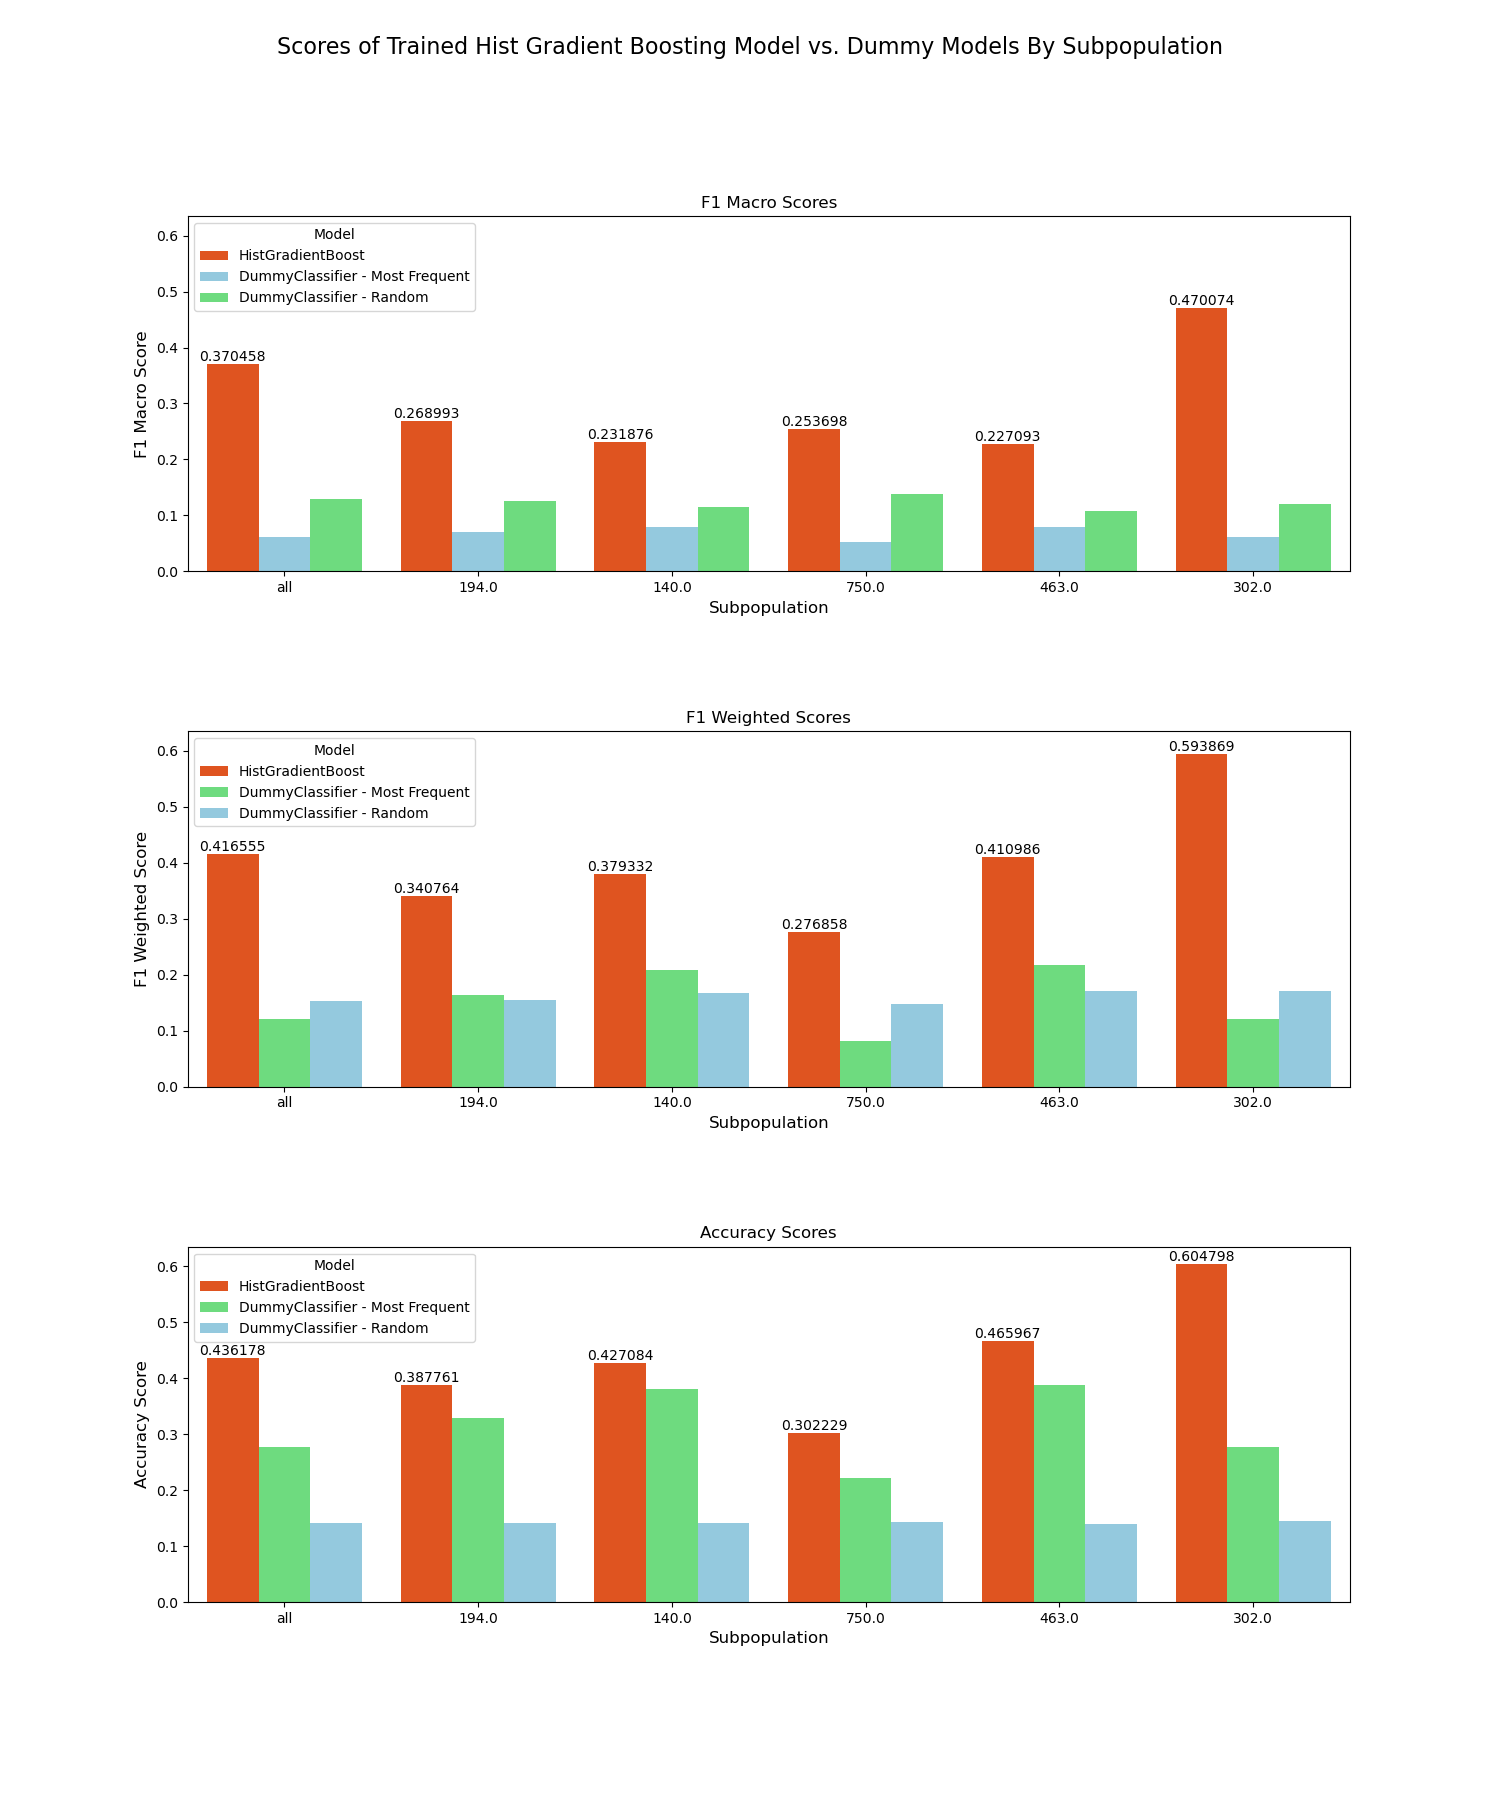 Scores of Trained Hist Gradient Boosting Model vs. Dummy Models By Subpopulation
F1 Macro Scores
Model
HistGradientBoost
DummyClassifier - Most Frequent
DummyClassifier - Random
F1 Macro Score
0.6
0.5
0.4
0.3
0.2
0.1
0.0
0.370458
0.268993
0.231876
0.253698
0.227093
0.470074
all
194.0
140.0
750.0
463.0
302.0
Subpopulation
F1 Weighted Scores
Model
HistGradientBoost
DummyClassifier - Most Frequent
DummyClassifier - Random
F1 Weighted Score
0.6
0.5
0.4
0.3
0.2
0.1
0.0
0.416555
0.340764
0.379332
0.276858
0.410986
0.593869
all
194.0
140.0
750.0
463.0
302.0
Subpopulation
Accuracy Scores
Model
HistGradientBoost
DummyClassifier - Most Frequent
DummyClassifier - Random
Accuracy Score
0.6
0.5
0.4
0.3
0.2
0.1
0.0
0.436178
0.387761
0.427084
0.302229
0.465967
0.604798
all
194.0
140.0
750.0
463.0
302.0
Subpopulation